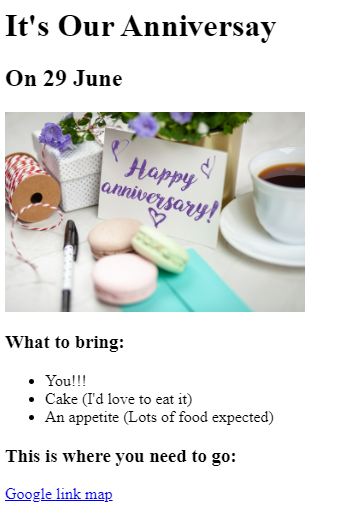 It's Our Anniversay
On 29 June
Happy
anniversary!
What to bring:
You!!!
Cake (I'd love to eat it)
An appetite (Lots of food expected)
This is where you need to go:
Google link map